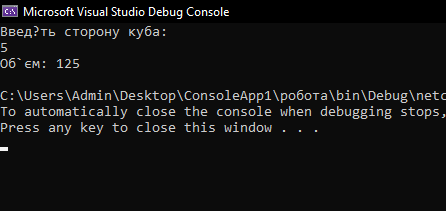 Microsoft Visual Studio Debug Console
Введ?ть сторону куба:
5
Об`єм: 125
C:\Users\Admin\Desktop\ConsoleApp1\робота\bin\Debug\netc
To automatically close the console when debugging stops,
Press any key to close this window . . .